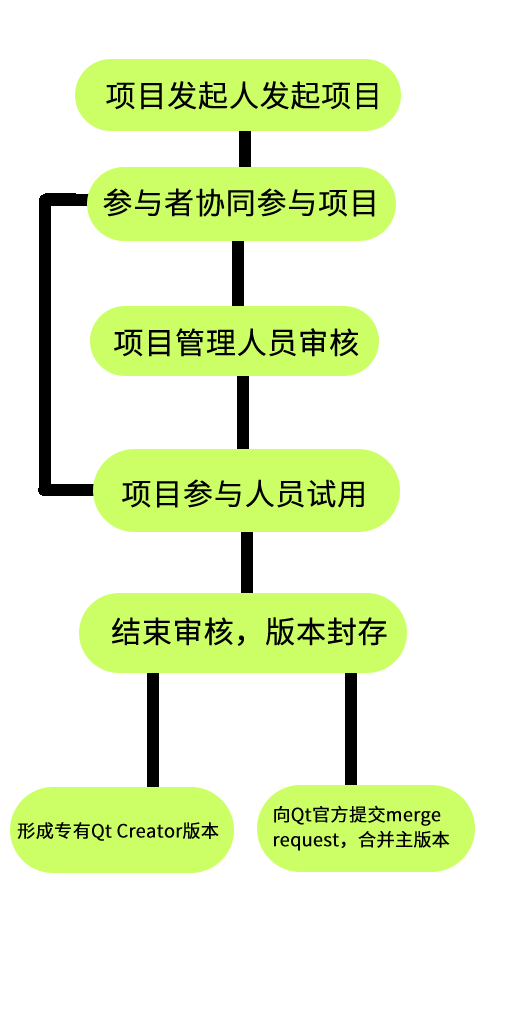 项目发起人发起项目
参与者协同参与项目
项目管理人员审核
项目参与人员试用
结束审核，版本封存
形成专有Qt Creator版本
向Qt官方提交merge
request，合并主版本